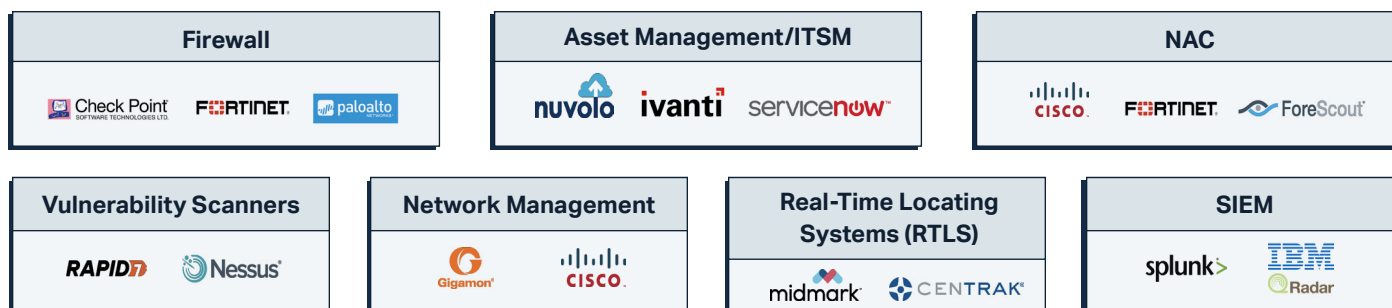 Firewall
Check Point
SOFTWARE TECHNOLOGIES LTD.
FORTINET
paloalto
NETWORKS
Asset Management/ITSM
nuvolo
ivanti
servicenow
NAC
CISCO
FORTINET
ForeScout
Vulnerability Scanners
RAPID7
Nessus
Network Management
Gigamon
CISCO
Real-Time Locating
Systems (RTLS)
midmark
CENTRAK
SIEM
splunk>
IBM
Radar